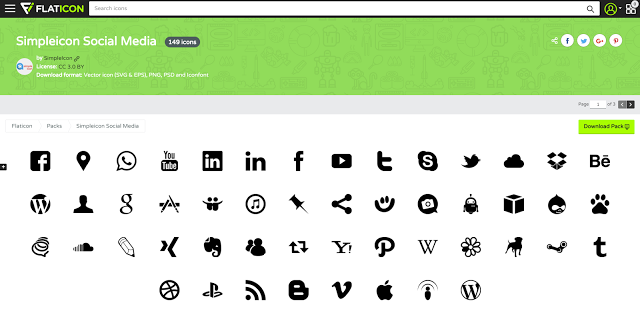 FLATICON
Search icons
0
Simpleicon Social Media 149 icons
by SimpleIcon
License: CC 3.0 BY
Download format: Vector icon (SVG & EPS), PNG, PSD and Iconfont
Page 1 of 3
Flaticon Packs Simpleicon Social Media
Download Pack
You
Tube